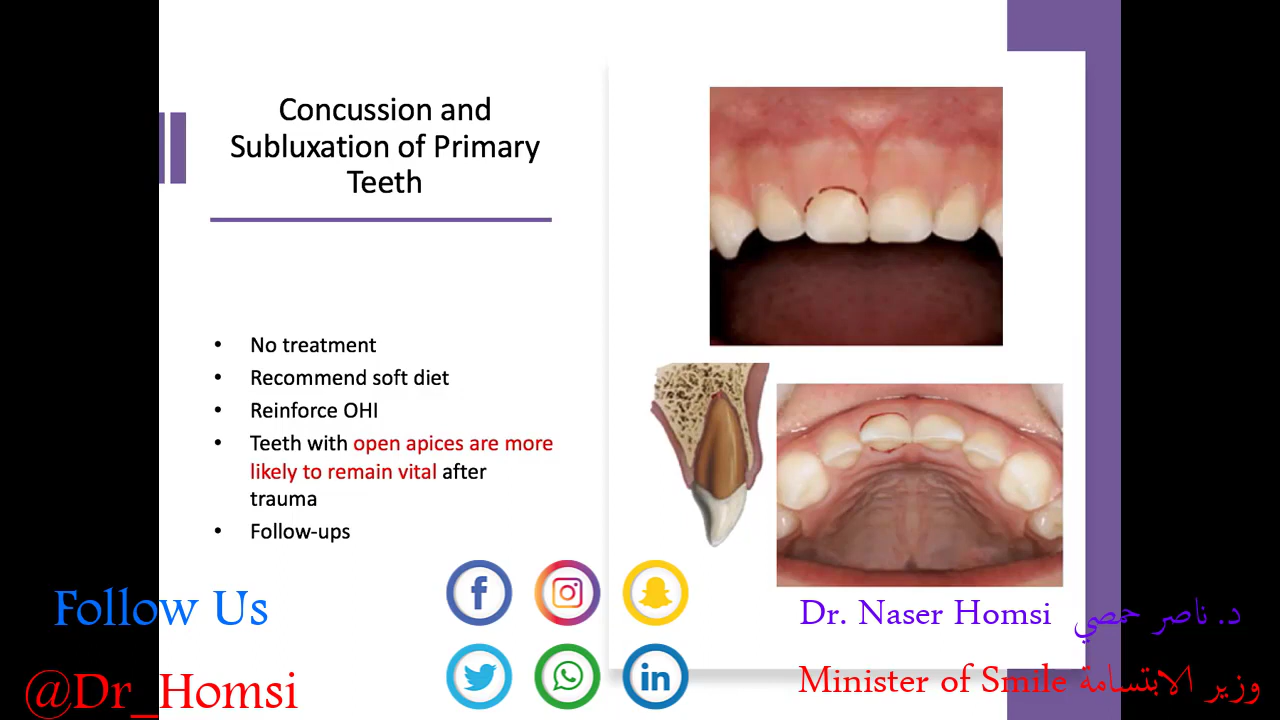 Concussion and
Subluxation of Primary
Teeth
• No treatment
• Recommend soft diet
• Reinforce OHI
• Teeth with open apices are more
likely to remain vital after
trauma
• Follow-ups
Follow Us
@Dr_Homsi
Dr. Naser Homsi د. ناصر حمصي
Minister of Smile وزير الابتسامة